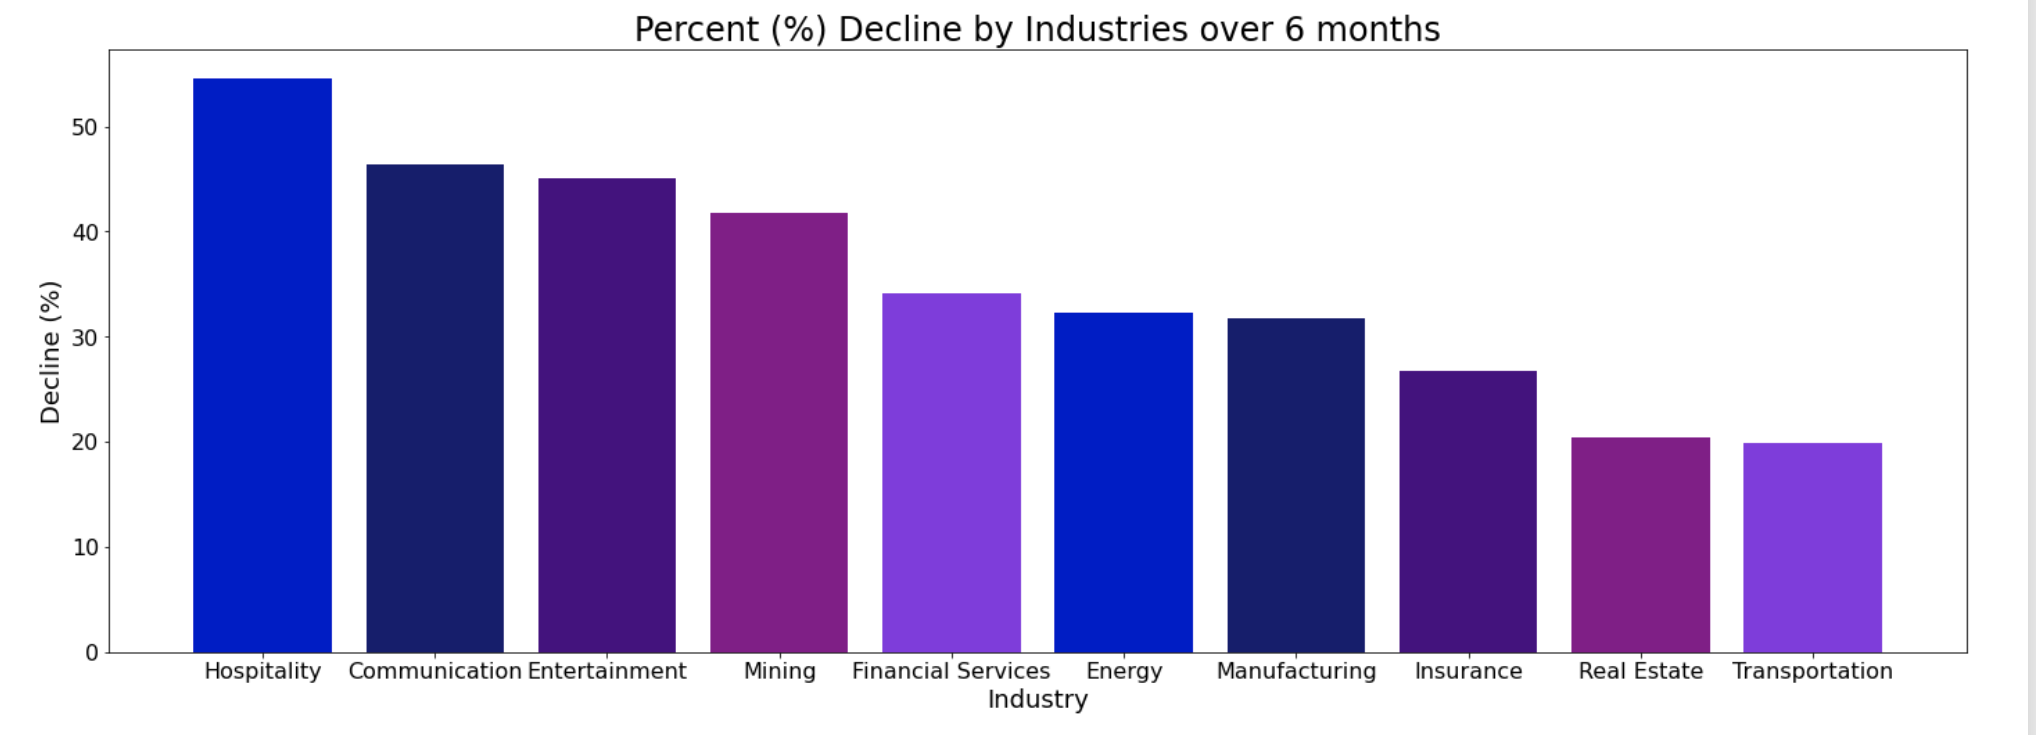 Percent (%) Decline by Industries over 6 months
Decline (%)
50
40
30
20
10
0
Hospitality Communication Entertainment Mining Financial Services Energy Manufacturing Insurance Real Estate Transportation
Industry